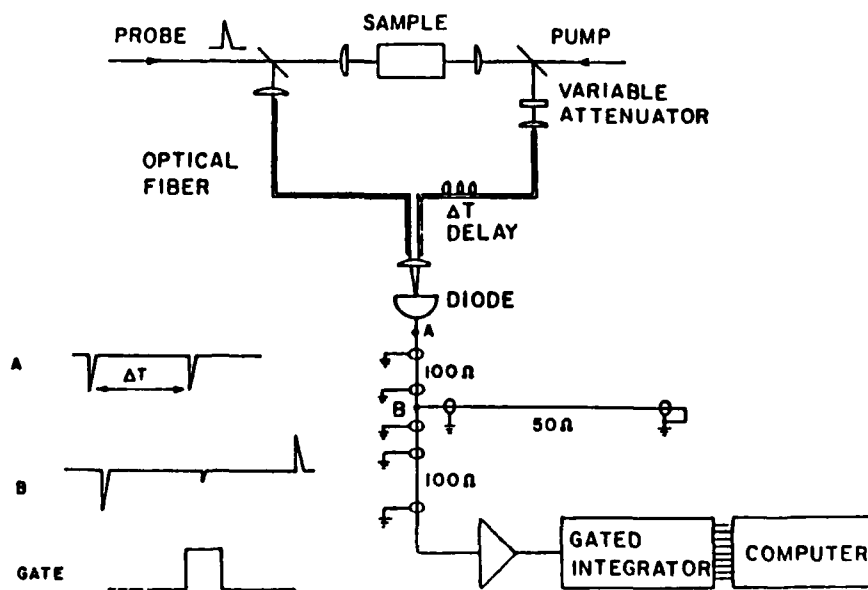 PROBE
SAMPLE
PUMP
VARIABLE
ATTENUATOR
OPTICAL
FIBER
ΔT
DELAY
DIODE
A
A
ΔT
100Ω
B
50Ω
B
100Ω
GATE
GATED
INTEGRATOR
COMPUTER